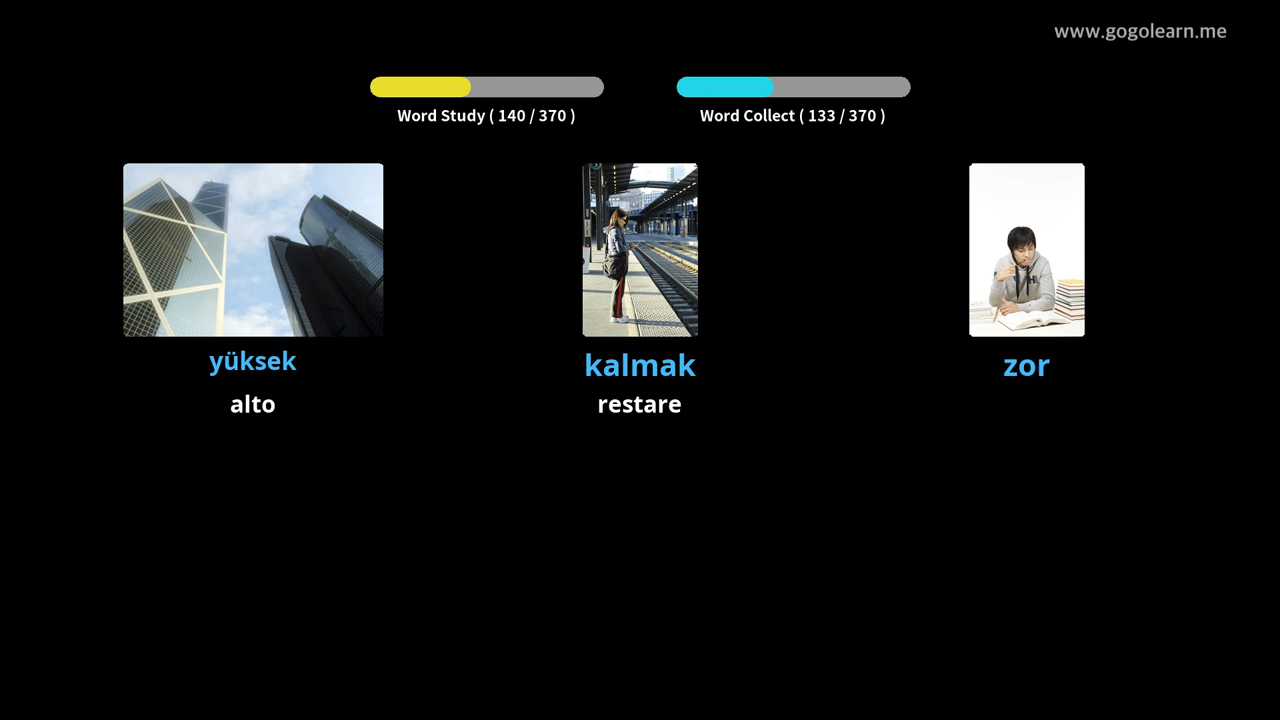 www.gogolearn.me
Word Study ( 140 / 370 )
Word Collect ( 133 / 370 )
yüksek
alto
kalmak
restare
zor